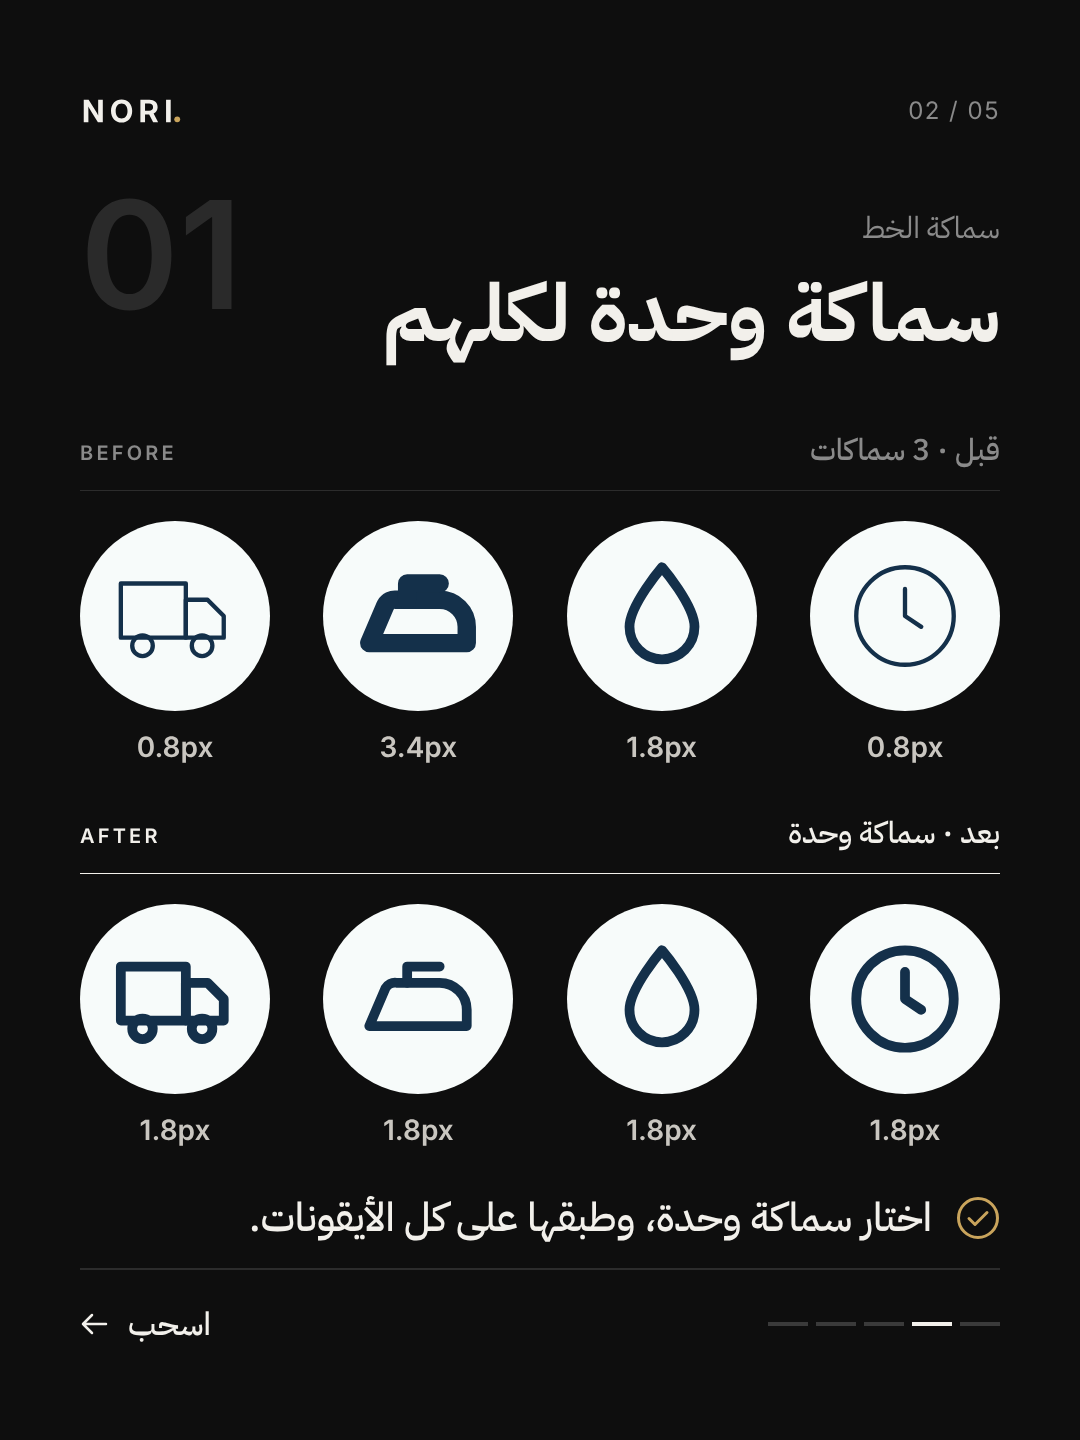 NORI.
02 / 05
01
سماكة الخط
سماكة وحدة لكلهم
BEFORE
قبل · 3 سماكات
0.8px
3.4px
1.8px
0.8px
AFTER
بعد · سماكة وحدة
1.8px
1.8px
1.8px
1.8px
اختار سماكة وحدة، وطبقها على كل الأيقونات.
اسحب